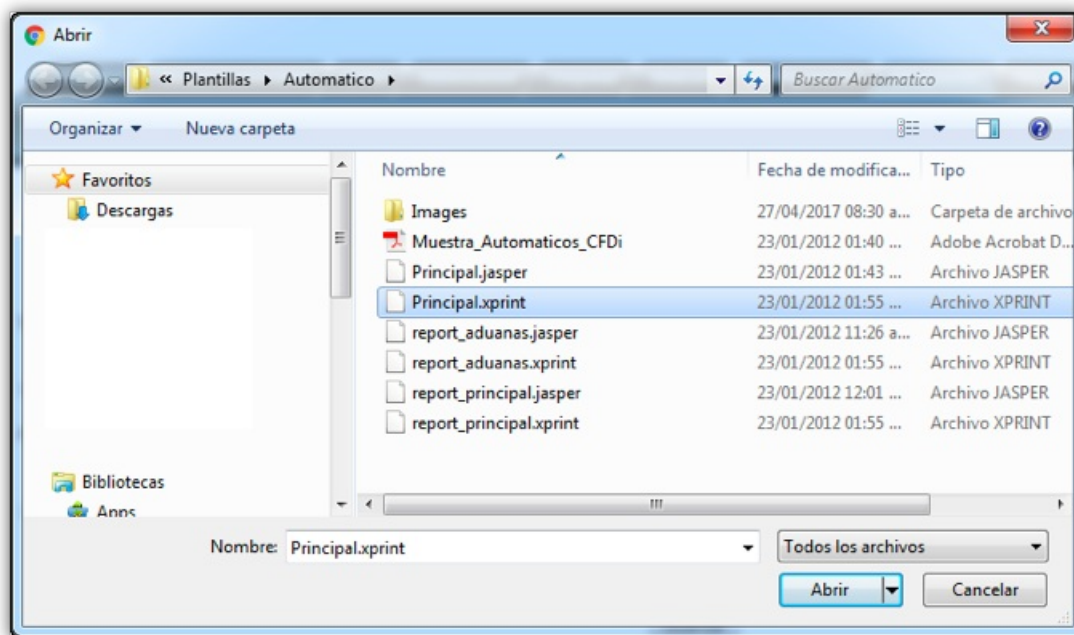 Abrir
« Plantillas Automatico
Buscar Automatico
Organizar Nueva carpeta
Nombre Fecha de modifica... Tipo
Favoritos
Descargas
Bibliotecas
Apps
Images 27/04/2017 08:30 a... Carpeta de archivo
Muestra_Automaticos_CFDi 23/01/2012 01:40 ... Adobe Acrobat D...
Principal.jasper 23/01/2012 01:43 ... Archivo JASPER
Principal.xprint 23/01/2012 01:55 ... Archivo XPRINT
report_aduanas.jasper 23/01/2012 11:26 a... Archivo JASPER
report_aduanas.xprint 23/01/2012 01:55 ... Archivo XPRINT
report_principal.jasper 23/01/2012 12:01 ... Archivo JASPER
report_principal.xprint 23/01/2012 01:55 ... Archivo XPRINT
Nombre: Principal.xprint Todos los archivos
Abrir Cancelar